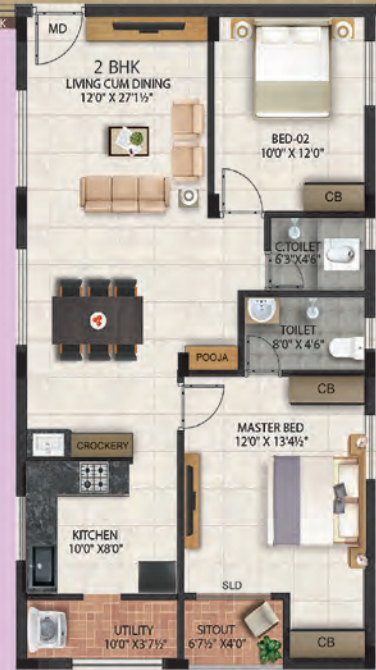 MD
2 BHK
LIVING CUM DINING
12'0" X 27'1½"
BED-02
10'0" X 12'0"
CB
C.TOILET
6'3"X4'6"
TOILET
8'0" X 4'6"
POOJA
CB
CROCKERY
MASTER BED
12'0" X 13'4½"
KITCHEN
10'0" X8'0"
SLD
UTILITY
10'0" X3'7½"
SITOUT
6'7½" X4'0"
CB